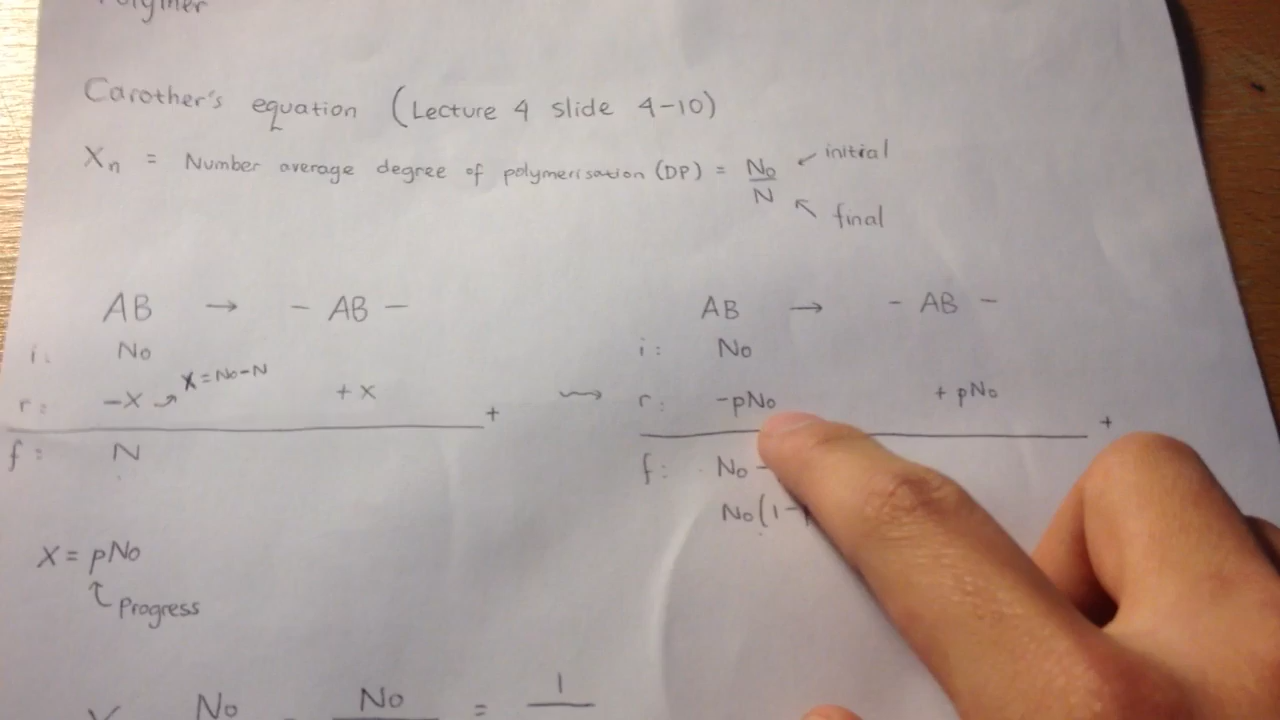 Polymer
Carother's equation (Lecture 4 slide 4-10)
Xn = Number average degree of polymerisation (DP) = No/N
initial
final
AB → - AB -
i: No
r: -X + x
X = No-N
+
f: N
AB → - AB -
i: No
r: -pNo + pNo
+
f: No -
No(1-
X = pNo
Progress
No No = 1